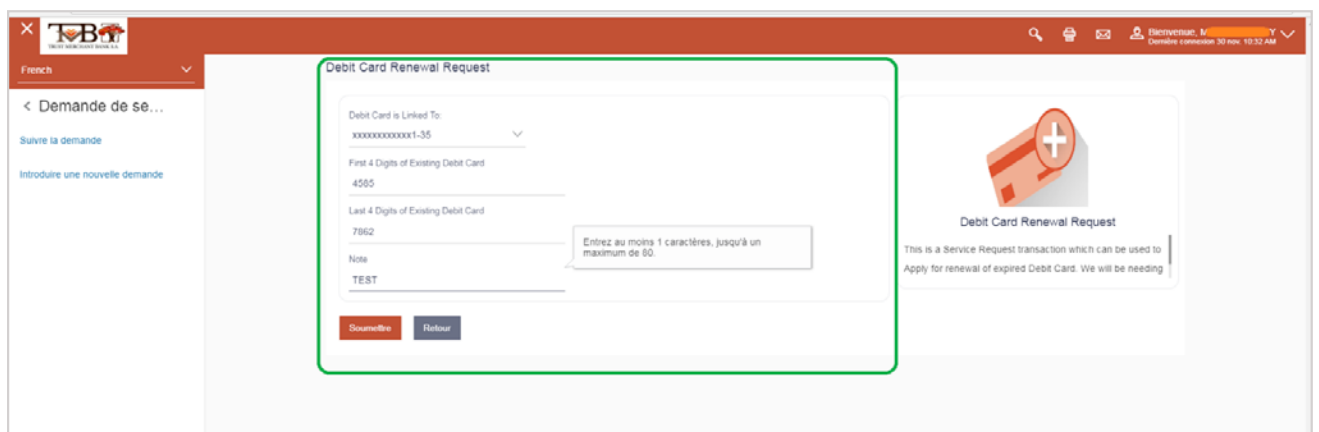 TMB
TRUST MERCHANT BANK S.A.
Bienvenue, M Y
Dernière connexion 30 nov. 10:32 AM
French
Demande de se...
Suivre la demande
Introduire une nouvelle demande
Debit Card Renewal Request
Debit Card is Linked To:
xxxxxxxxxxxx1-35
First 4 Digits of Existing Debit Card
4585
Last 4 Digits of Existing Debit Card
7862
Note
TEST
Entrez au moins 1 caractères, jusqu'à un
maximum de 80.
Soumettre
Retour
Debit Card Renewal Request
This is a Service Request transaction which can be used to
Apply for renewal of expired Debit Card. We will be needing